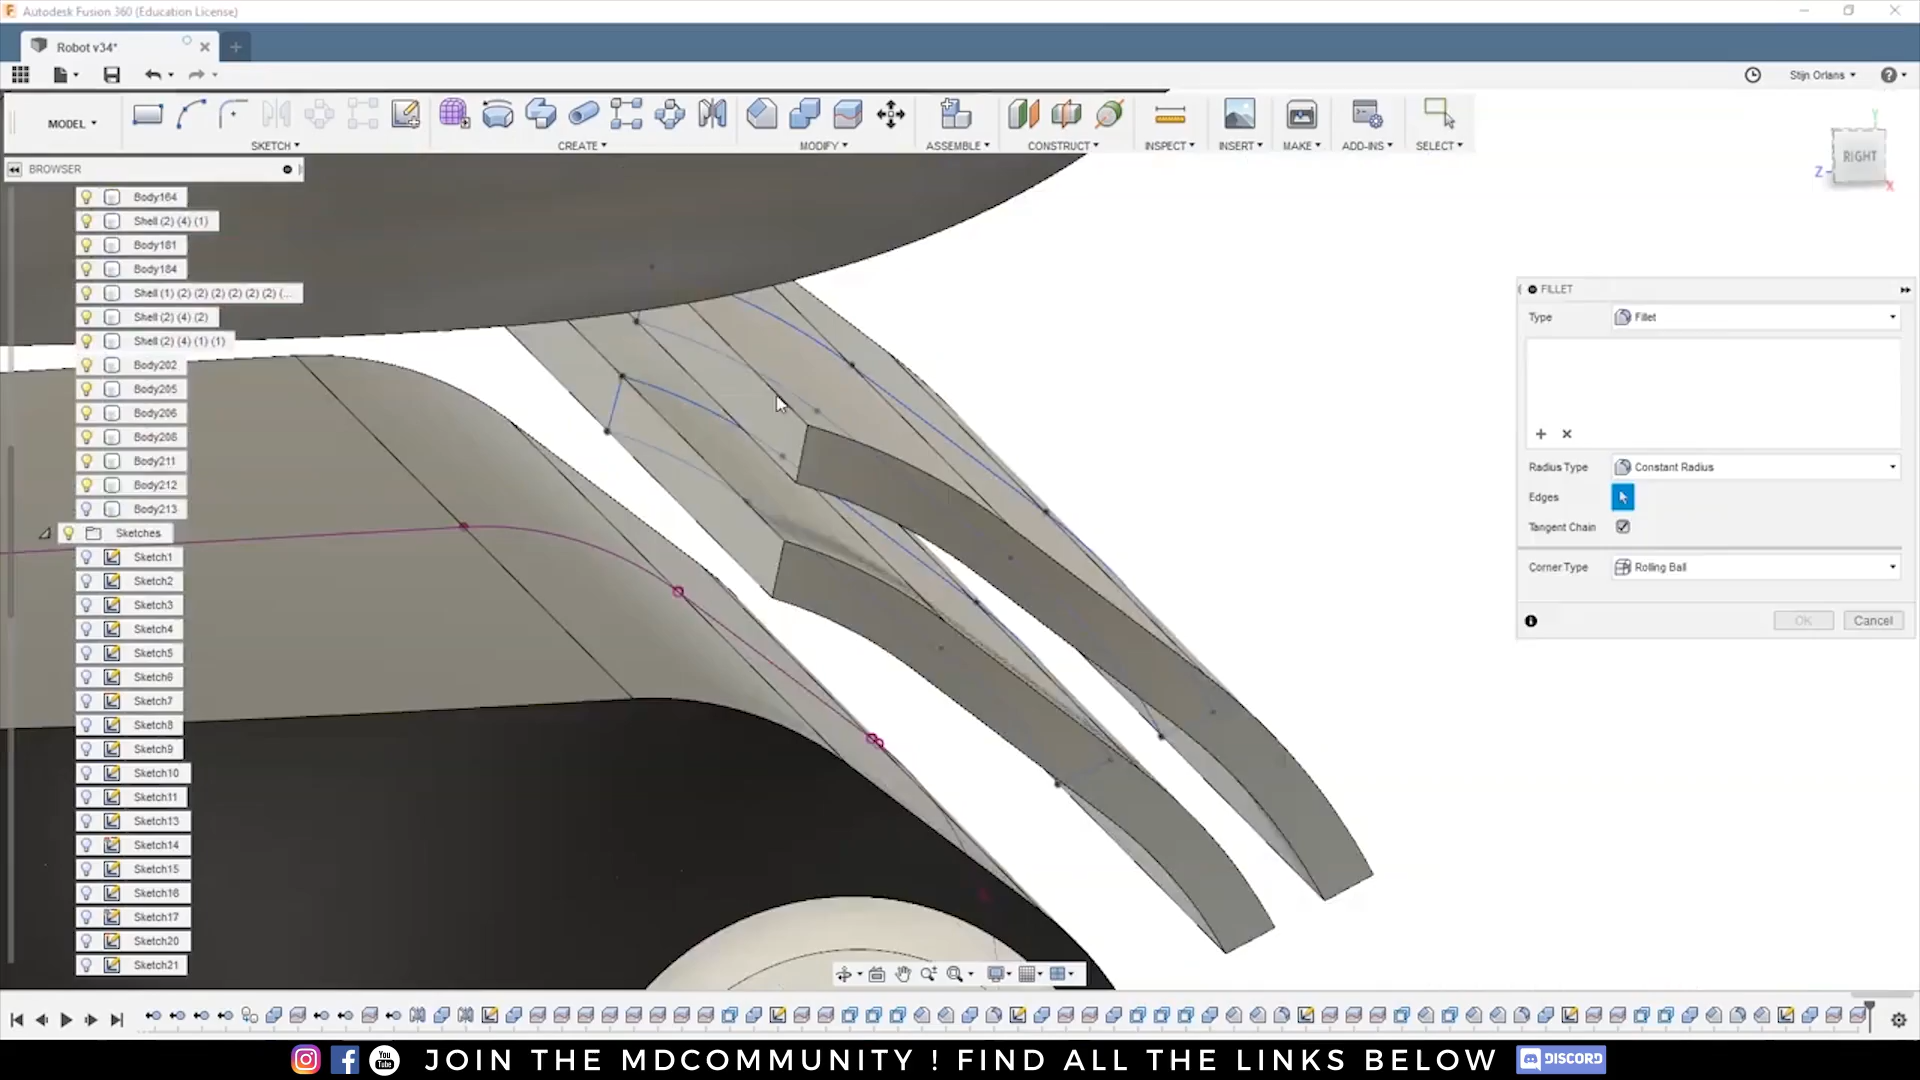 Autodesk Fusion 360 (Education License)
Robot v34*
Stijn Orlans
MODEL
SKETCH
CREATE
MODIFY
ASSEMBLE
CONSTRUCT
INSPECT
INSERT
MAKE
ADD-INS
SELECT
Y
RIGHT
Z
X
BROWSER
Body164
Shell (2) (4) (1)
Body181
Body184
Shell (1) (2) (2) (2) (2) (2) (2) (...
Shell (2) (4) (2)
Shell (2) (4) (1) (1)
Body202
Body205
Body206
Body208
Body211
Body212
Body213
Sketches
Sketch1
Sketch2
Sketch3
Sketch4
Sketch5
Sketch6
Sketch7
Sketch8
Sketch9
Sketch10
Sketch11
Sketch13
Sketch14
Sketch15
Sketch16
Sketch17
Sketch20
Sketch21
FILLET
Type
Fillet
Radius Type
Constant Radius
Edges
Tangent Chain
Corner Type
Rolling Ball
OK
Cancel
You Tube
JOIN THE MDCOMMUNITY ! FIND ALL THE LINKS BELOW
DISCORD